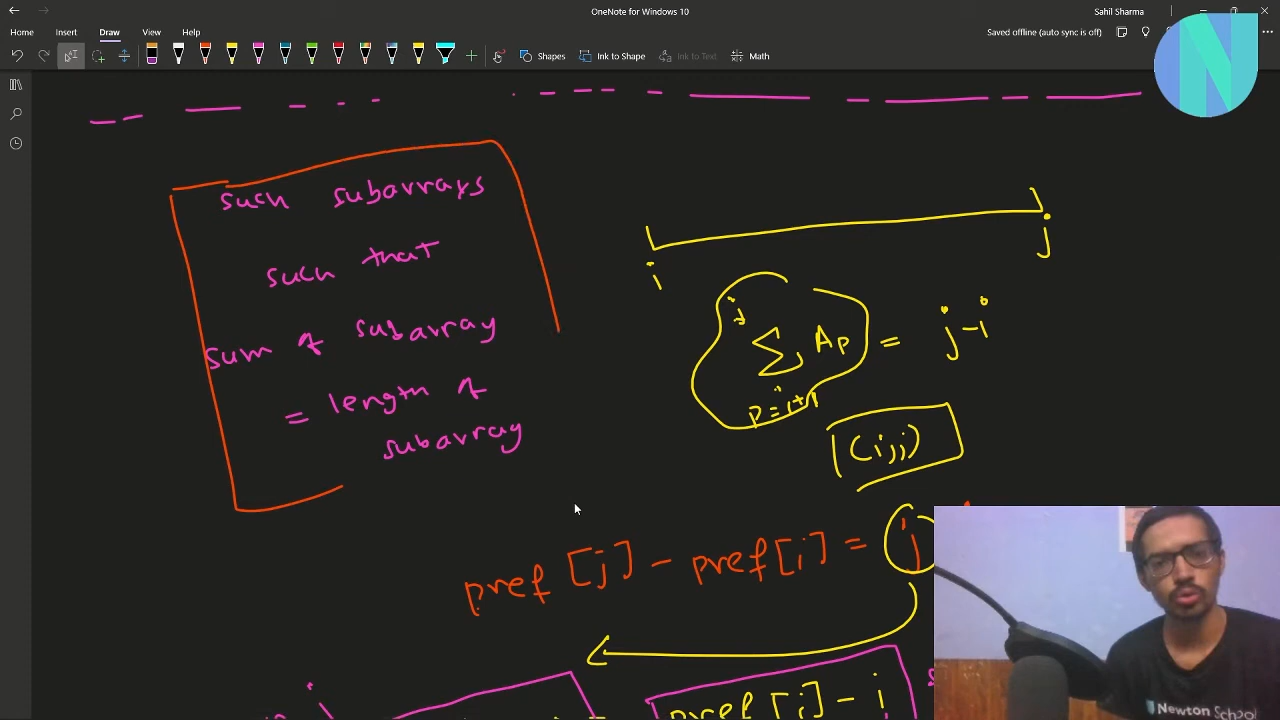 OneNote for Windows 10
Sahil Sharma
Home Insert Draw View Help
Saved offline (auto sync is off)
Shapes Ink to Shape Ink to Text Math
such subarrays
such that
sum of subarray
= length of
subarray
i j
j
∑ Ap = j-i
p=i+1
(i,j)
pref [j] - pref[i] = j
pref [i] - i
Newton School